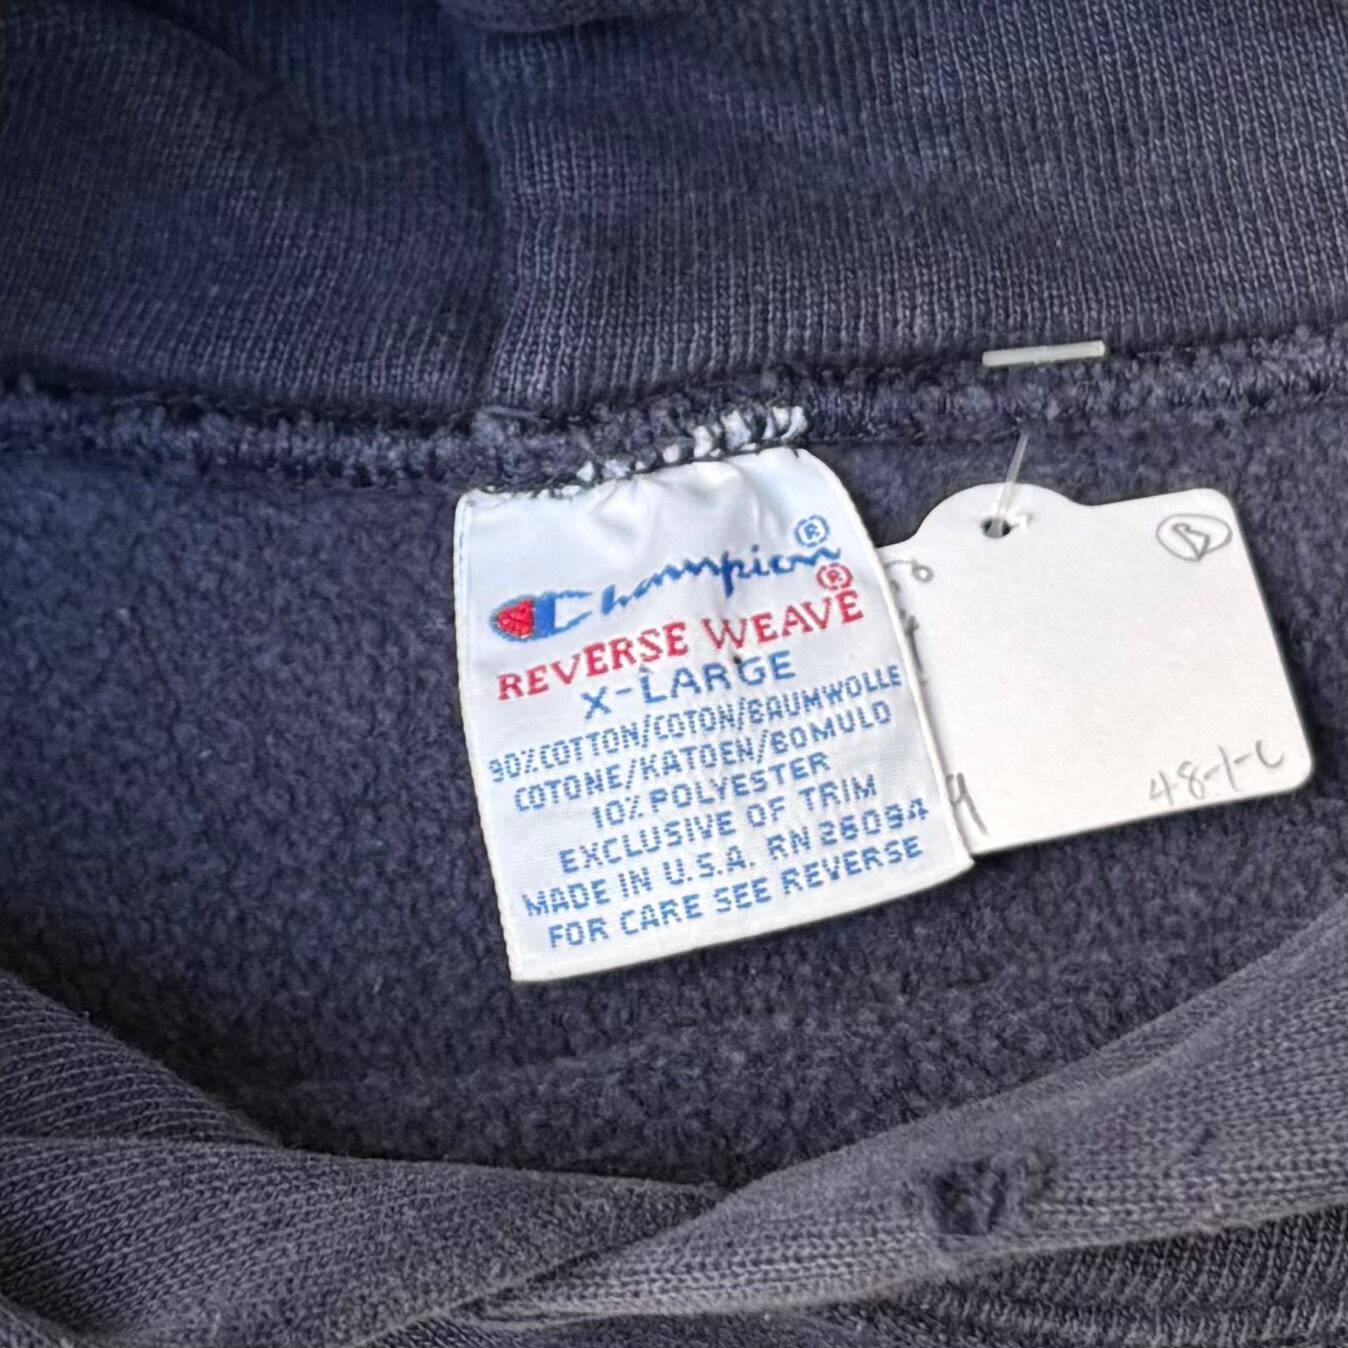 Champion®
REVERSE WEAVE®
X-LARGE
90% COTTON/COTON/BAUMWOLLE
COTONE/KATOEN/BOMULD
10% POLYESTER
EXCLUSIVE OF TRIM
MADE IN U.S.A. RN 26094
FOR CARE SEE REVERSE
B
48-1-C